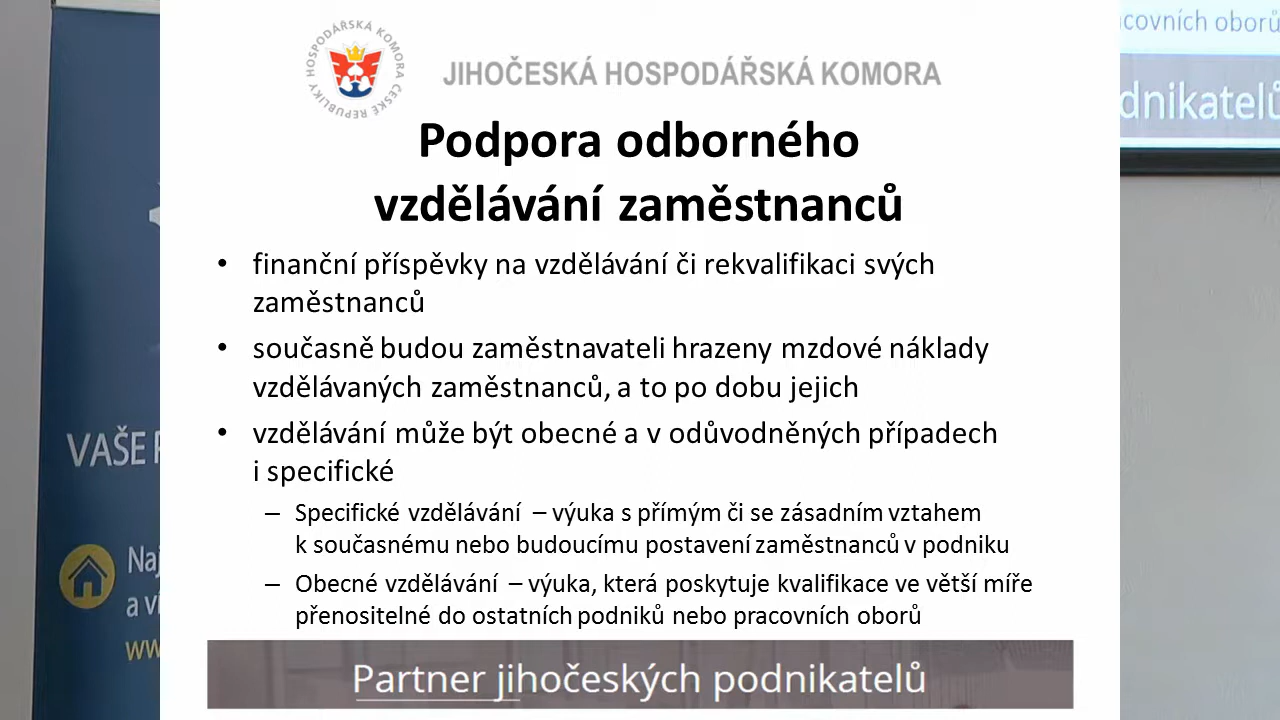 HOSPODÁŘSKÁ KOMORA ČESKÉ REPUBLIKY
JIHOČESKÁ HOSPODÁŘSKÁ KOMORA
Podpora odborného
vzdělávání zaměstnanců
• finanční příspěvky na vzdělávání či rekvalifikaci svých
zaměstnanců
• současně budou zaměstnavateli hrazeny mzdové náklady
vzdělávaných zaměstnanců, a to po dobu jejich
• vzdělávání může být obecné a v odůvodněných případech
i specifické
– Specifické vzdělávání – výuka s přímým či se zásadním vztahem
k současnému nebo budoucímu postavení zaměstnanců v podniku
– Obecné vzdělávání – výuka, která poskytuje kvalifikace ve větší míře
přenositelné do ostatních podniků nebo pracovních oborů
Partner jihočeských podnikatelů
VAŠE
a